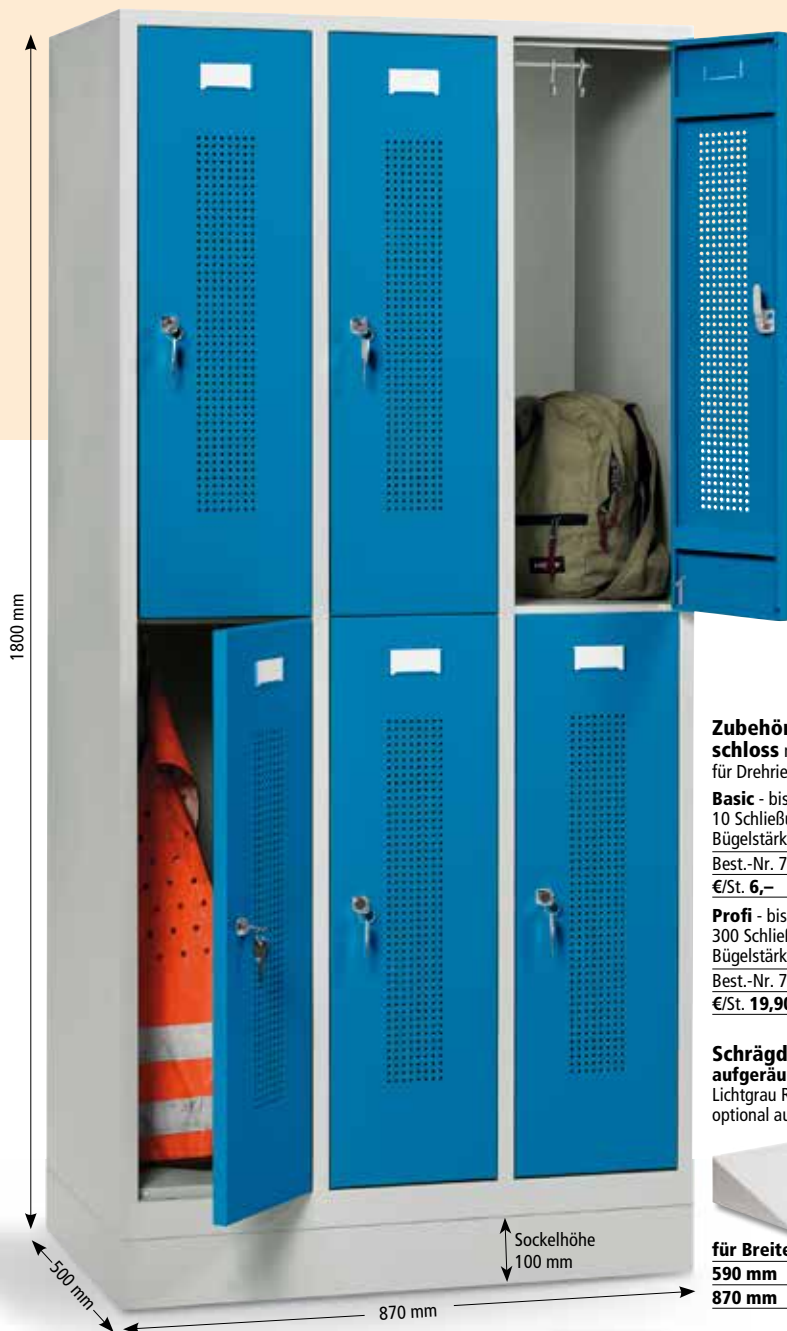 1800 mm
500 mm
870 mm
Sockelhöhe
100 mm
Zubehör
schloss
für Drehrie
Basic - bis
10 Schließ
Bügelstärk
Best.-Nr. 7
€/St. 6,–
Profi - bis
300 Schließ
Bügelstärk
Best.-Nr. 7
€/St. 19,90
Schrägd
aufgeräu
Lichtgrau R
optional au
für Breite
590 mm
870 mm